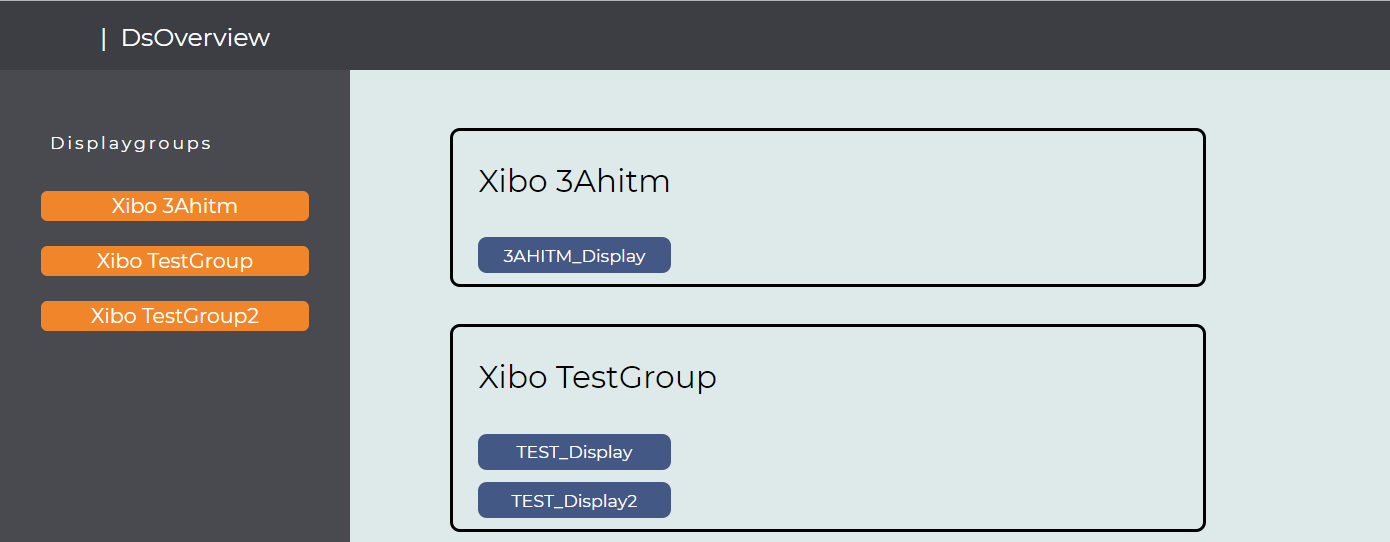 | DsOverview
Displaygroups
Xibo 3Ahitm
Xibo TestGroup
Xibo TestGroup2
Xibo 3Ahitm
3AHITM_Display
Xibo TestGroup
TEST_Display
TEST_Display2